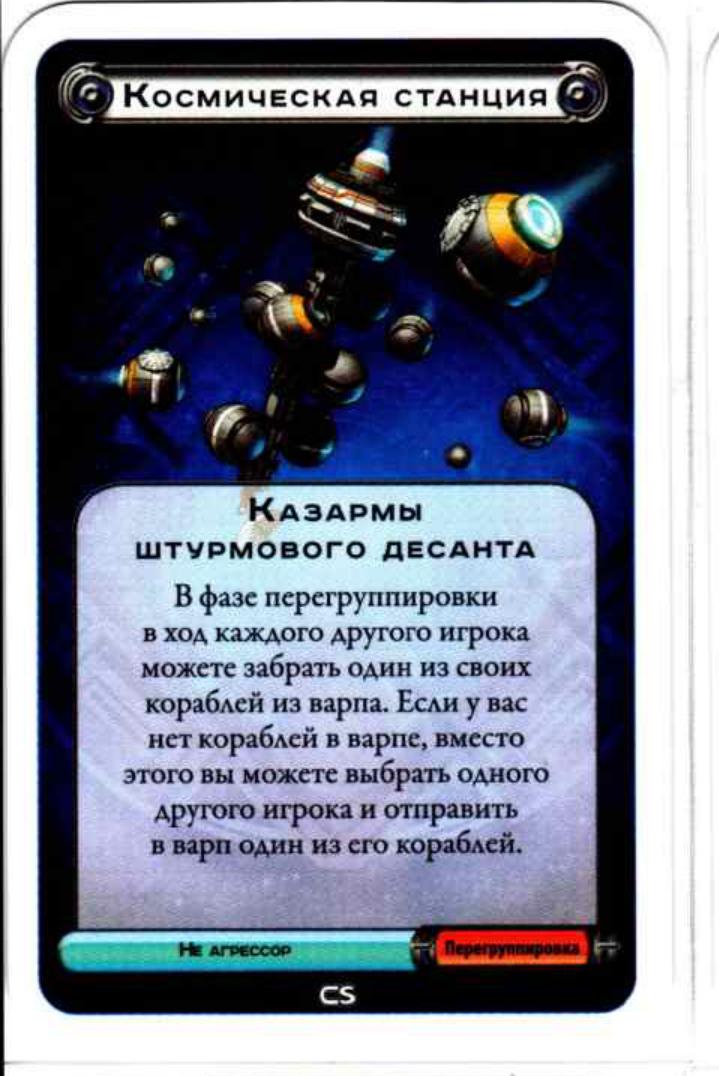 Космическая станция
Казармы
штурмового десанта
В фазе перегруппировки
в ход каждого другого игрока
можете забрать один из своих
кораблей из варпа. Если у вас
нет кораблей в варпе, вместо
этого вы можете выбрать одного
другого игрока и отправить
в варп один из его кораблей.
Не агрессор
Перегруппировка
CS